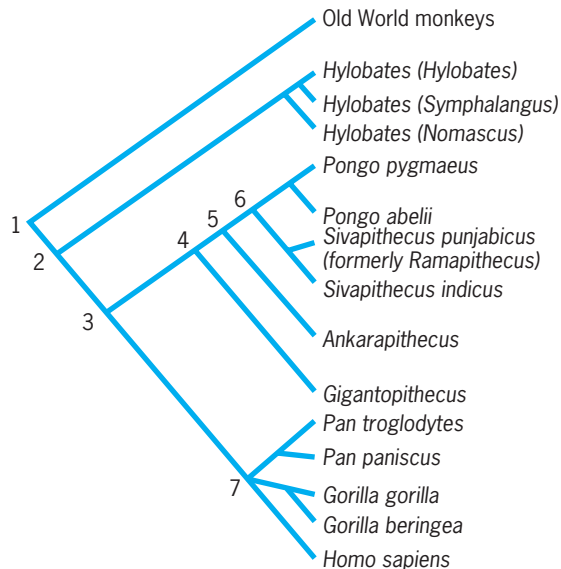 Old World monkeys
Hylobates (Hylobates)
Hylobates (Symphalangus)
Hylobates (Nomascus)
Pongo pygmaeus
6
5
Pongo abelii
1
4
Sivapithecus punjabicus
(formerly Ramapithecus)
2
Sivapithecus indicus
3
Ankarapithecus
Gigantopithecus
Pan troglodytes
Pan paniscus
7
Gorilla gorilla
Gorilla beringea
Homo sapiens